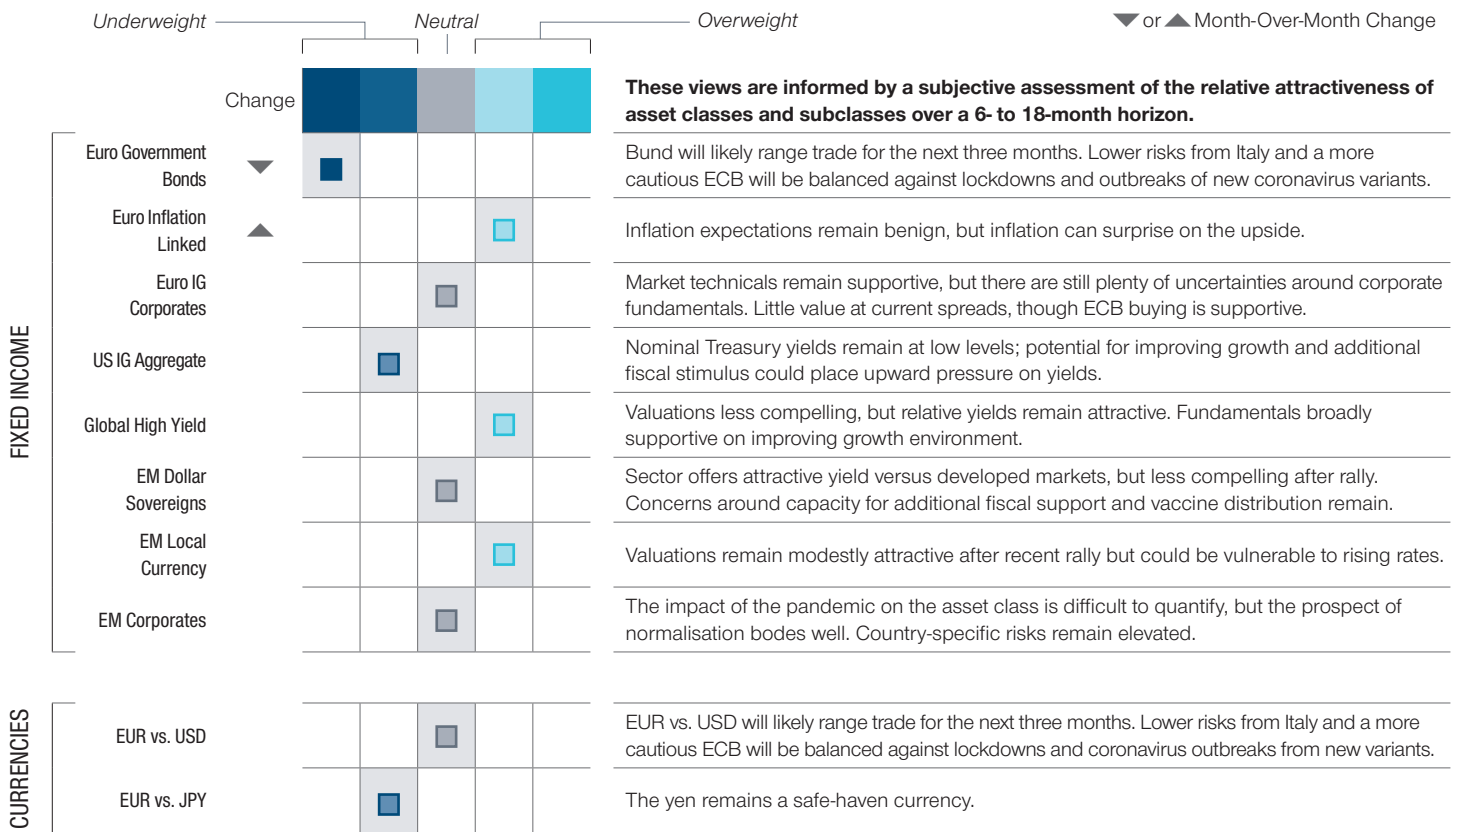 Underweight Neutral Overweight ▼ or ▲ Month-Over-Month Change
Change
These views are informed by a subjective assessment of the relative attractiveness of
asset classes and subclasses over a 6- to 18-month horizon.
FIXED INCOME
Euro Government
Bonds
Bund will likely range trade for the next three months. Lower risks from Italy and a more
cautious ECB will be balanced against lockdowns and outbreaks of new coronavirus variants.
Euro Inflation
Linked
Inflation expectations remain benign, but inflation can surprise on the upside.
Euro IG
Corporates
Market technicals remain supportive, but there are still plenty of uncertainties around corporate
fundamentals. Little value at current spreads, though ECB buying is supportive.
US IG Aggregate
Nominal Treasury yields remain at low levels; potential for improving growth and additional
fiscal stimulus could place upward pressure on yields.
Global High Yield
Valuations less compelling, but relative yields remain attractive. Fundamentals broadly
supportive on improving growth environment.
EM Dollar
Sovereigns
Sector offers attractive yield versus developed markets, but less compelling after rally.
Concerns around capacity for additional fiscal support and vaccine distribution remain.
EM Local
Currency
Valuations remain modestly attractive after recent rally but could be vulnerable to rising rates.
EM Corporates
The impact of the pandemic on the asset class is difficult to quantify, but the prospect of
normalisation bodes well. Country-specific risks remain elevated.
CURRENCIES
EUR vs. USD
EUR vs. USD will likely range trade for the next three months. Lower risks from Italy and a more
cautious ECB will be balanced against lockdowns and coronavirus outbreaks from new variants.
EUR vs. JPY
The yen remains a safe-haven currency.